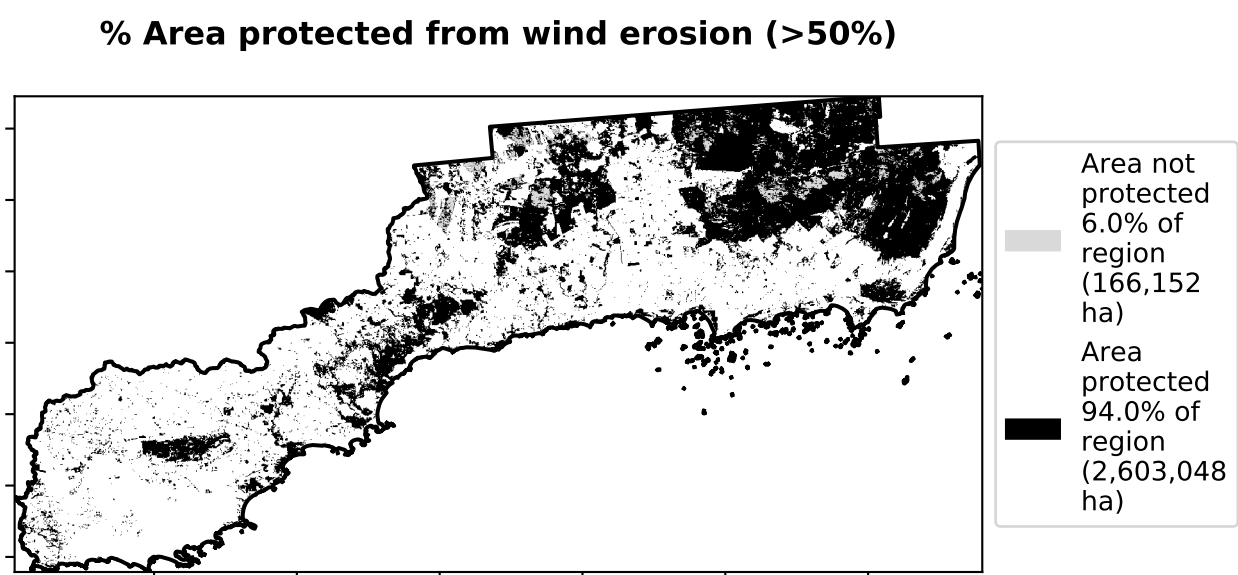 % Area protected from wind erosion (>50%)
Area not
protected
6.0% of
region
(166,152
ha)
Area
protected
94.0% of
region
(2,603,048
ha)